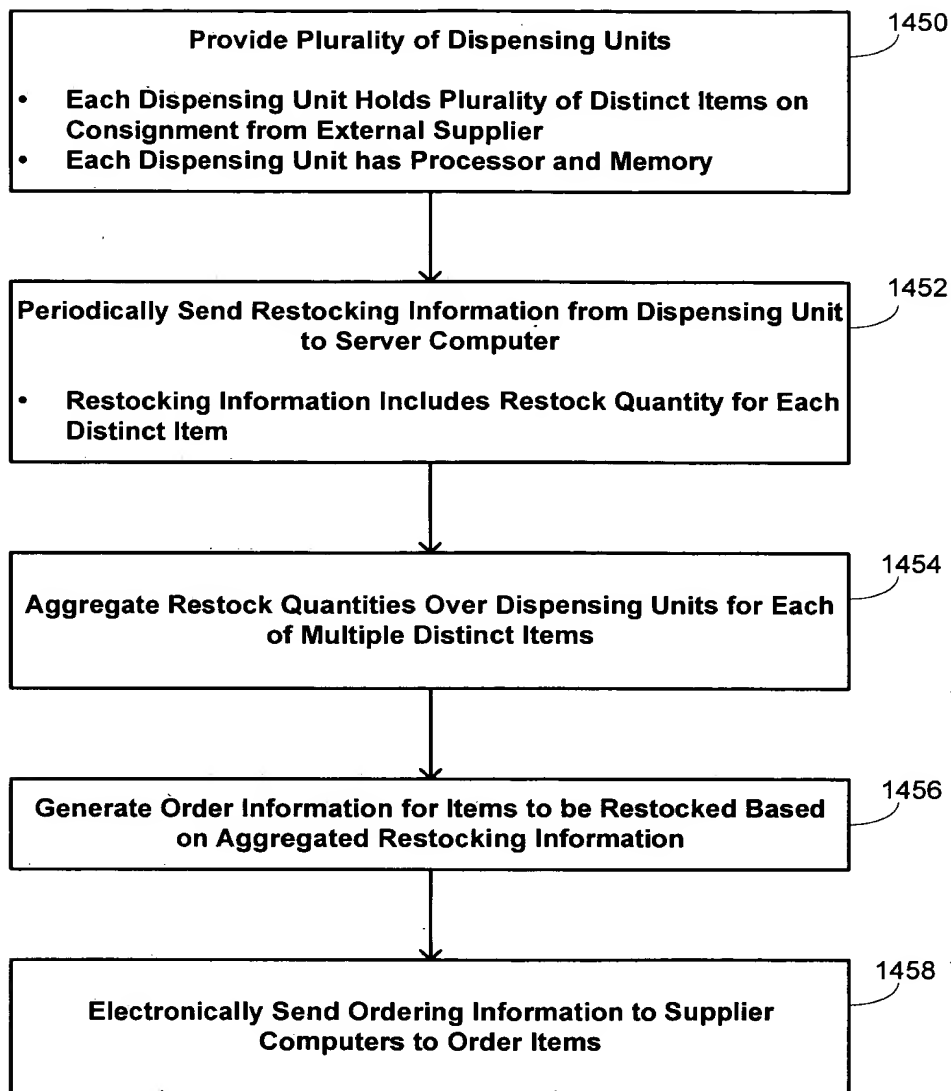 1450
Provide Plurality of Dispensing Units
• Each Dispensing Unit Holds Plurality of Distinct Items on
Consignment from External Supplier
• Each Dispensing Unit has Processor and Memory
1452
Periodically Send Restocking Information from Dispensing Unit
to Server Computer
• Restocking Information Includes Restock Quantity for Each
Distinct Item
1454
Aggregate Restock Quantities Over Dispensing Units for Each
of Multiple Distinct Items
1456
Generate Order Information for Items to be Restocked Based
on Aggregated Restocking Information
1458
Electronically Send Ordering Information to Supplier
Computers to Order Items